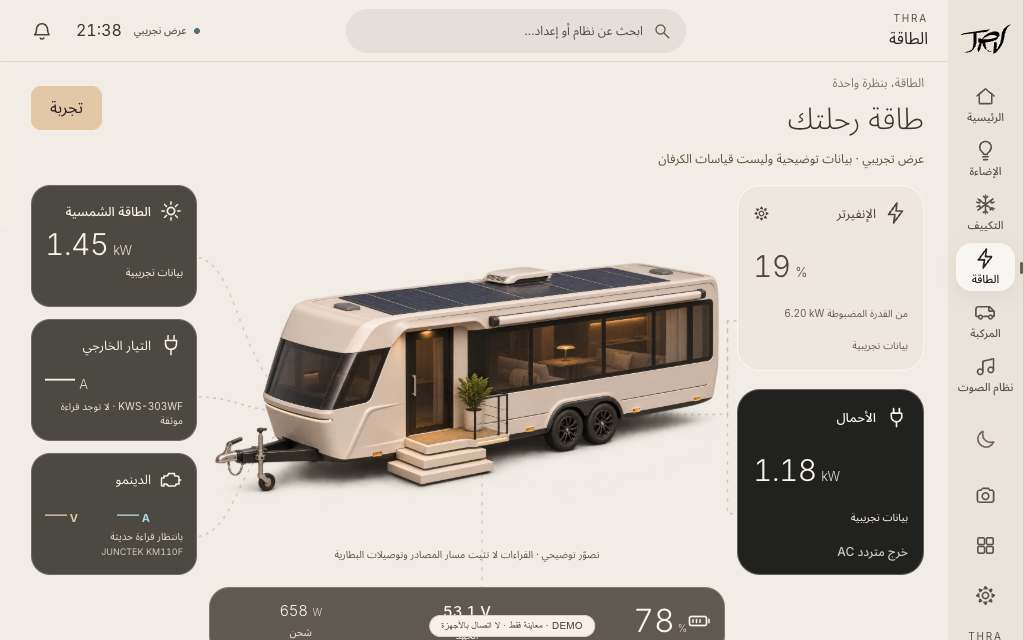 THRA
الطاقة
ابحث عن نظام أو إعداد...
عرض تجريبي
21:38
TRV
الرئيسية
الإضاءة
التكييف
الطاقة
المركبة
نظام الصوت
THRA
الطاقة، بنظرة واحدة
طاقة رحلتك
عرض تجريبي · بيانات توضيحية وليست قياسات الكرفان
تجربة
الإنفيرتر
19 %
من القدرة المضبوطة 6.20 kW
بيانات تجريبية
الأحمال
1.18 kW
بيانات تجريبية
خرج متردد AC
الطاقة الشمسية
1.45 kW
بيانات تجريبية
التيار الخارجي
— A
KWS-303WF · لا توجد قراءة
موثقة
الدينمو
— A
— V
بانتظار قراءة حديثة
JUNCTEK KM110F
تصوّر توضيحي · القراءات لا تثبت مسار المصادر وتوصيلات البطارية
78 %
53.1 V
658 W
شحن
DEMO · معاينة فقط · لا اتصال بالأجهزة